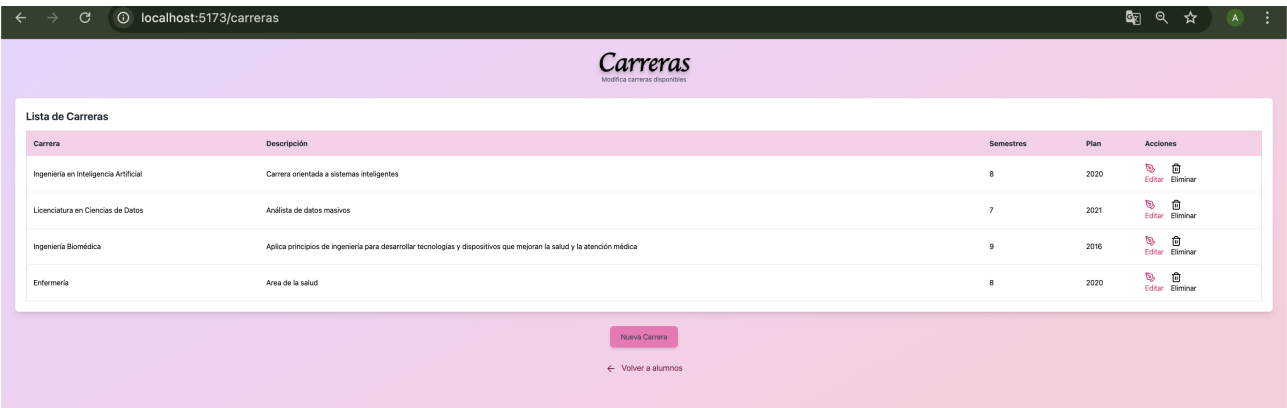 localhost:5173/carreras
A
Carreras
Modifica carreras disponibles
Lista de Carreras
Carrera Descripción Semestres Plan Acciones
Ingeniería en Inteligencia Artificial Carrera orientada a sistemas inteligentes 8 2020 Editar Eliminar
Licenciatura en Ciencias de Datos Análista de datos masivos 7 2021 Editar Eliminar
Ingeniería Biomédica Aplica principios de ingeniería para desarrollar tecnologías y dispositivos que mejoran la salud y la atención médica 9 2016 Editar Eliminar
Enfermería Area de la salud 8 2020 Editar Eliminar
Nueva Carrera
← Volver a alumnos